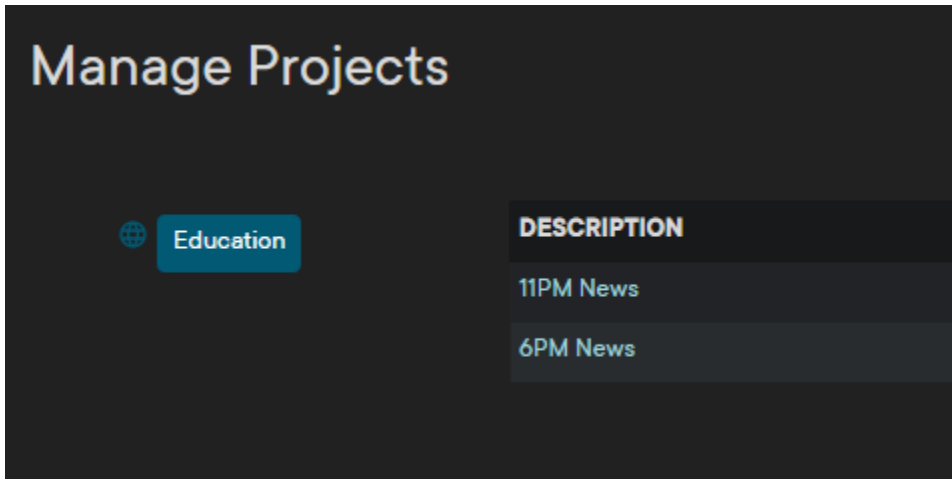 Manage Projects
Education
DESCRIPTION
11PM News
6PM News